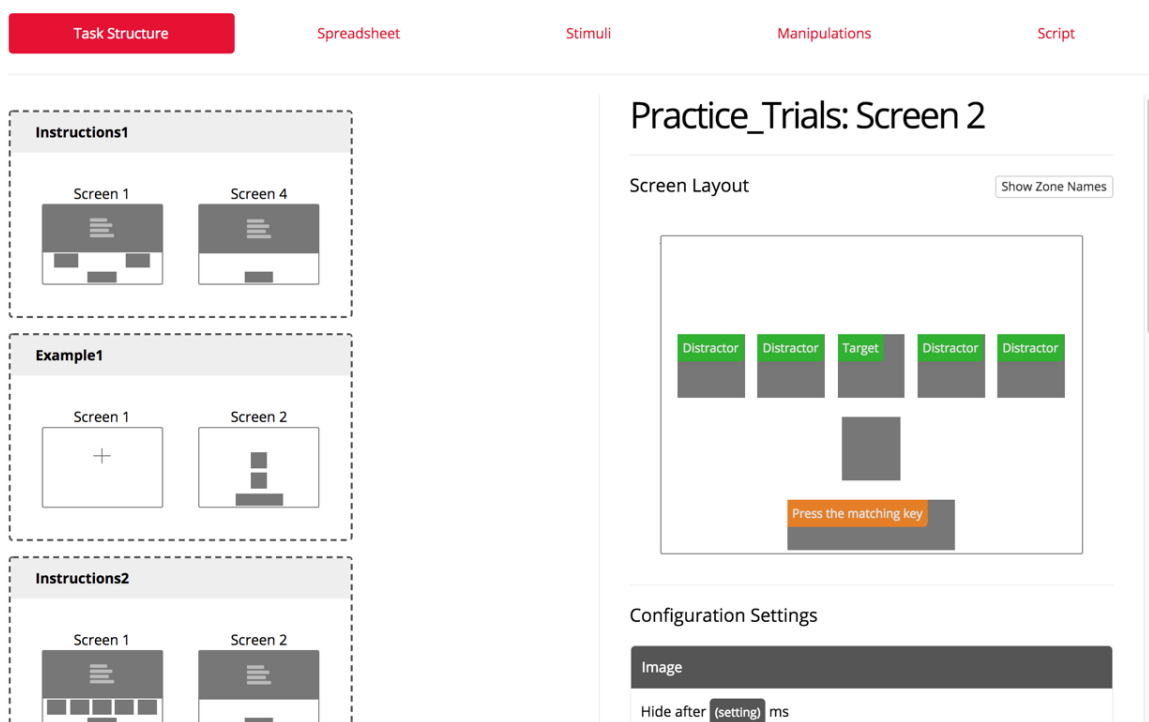 Task Structure
Spreadsheet
Stimuli
Manipulations
Script
Instructions1
Screen 1
Screen 4
Example1
Screen 1
Screen 2
Instructions2
Screen 1
Screen 2
Practice_Trials: Screen 2
Screen Layout
Show Zone Names
Distractor
Distractor
Target
Distractor
Distractor
Press the matching key
Configuration Settings
Image
Hide after (setting) ms